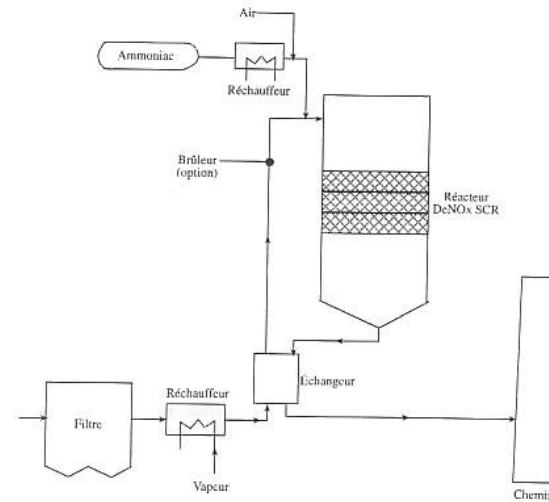 Air
Ammoniac
Réchauffeur
Brûleur
(option)
Réacteur
DeNOx SCR
Échangeur
Réchauffeur
Filtre
Vapeur